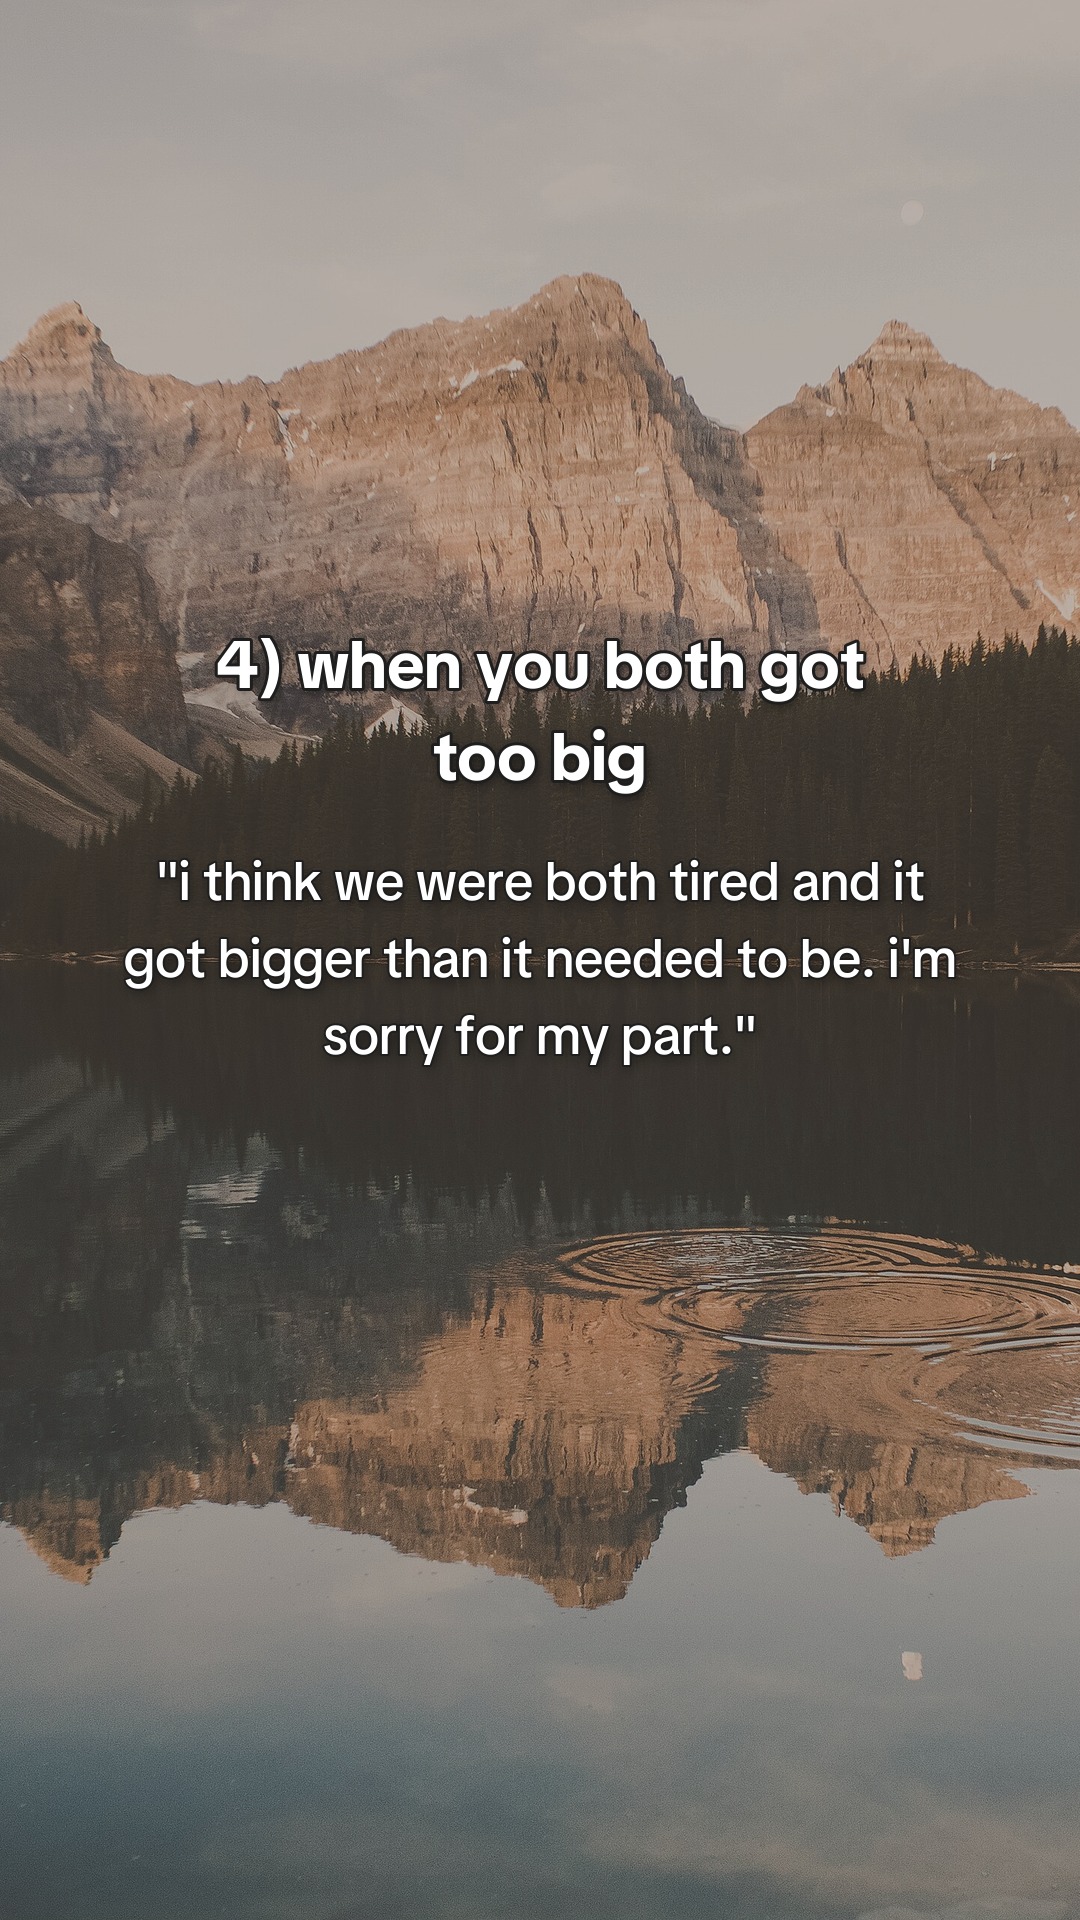 4) when you both got
too big
"i think we were both tired and it
got bigger than it needed to be. i'm
sorry for my part."